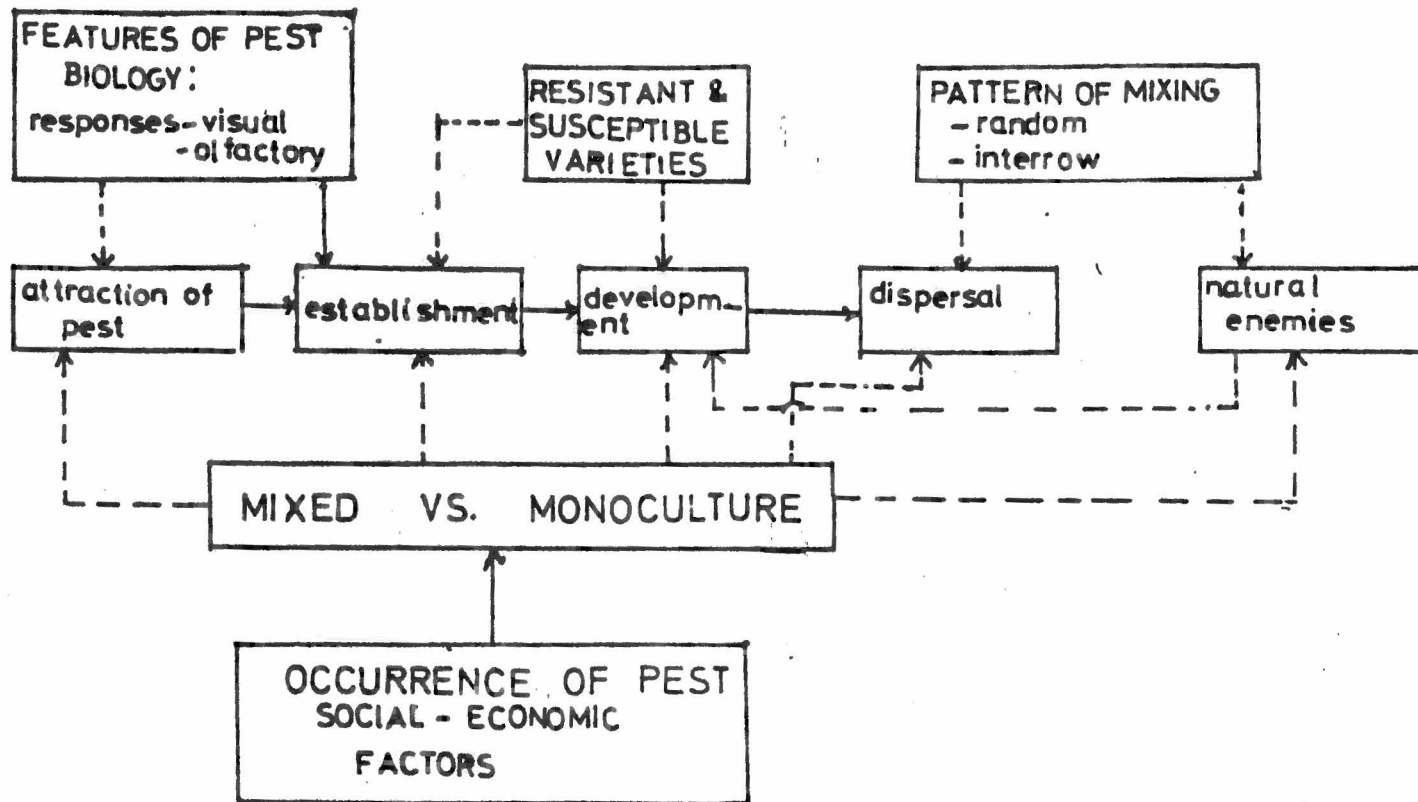 FEATURES OF PEST
BIOLOGY:
responses-visual
-olfactory
RESISTANT &
SUSCEPTIBLE
VARIETIES
PATTERN OF MIXING
- random
- interrow
attraction of
pest
establishment
developm-
ent
dispersal
natural
enemies
MIXED VS. MONOCULTURE
OCCURRENCE OF PEST
SOCIAL - ECONOMIC
FACTORS